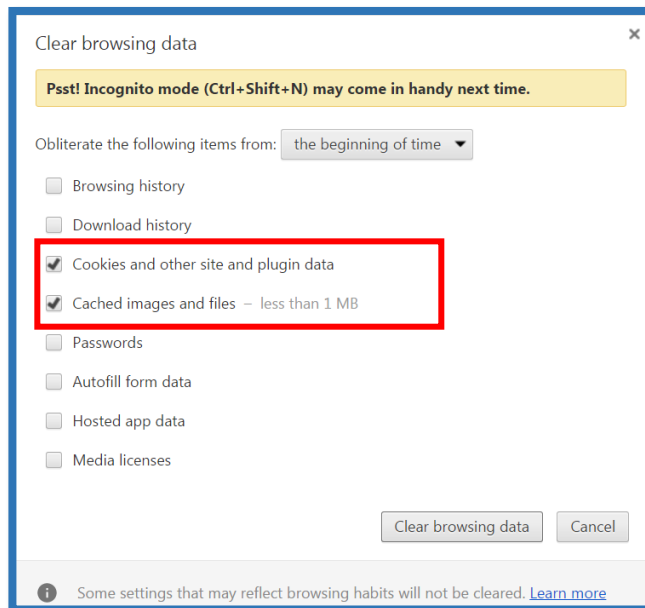 Clear browsing data
Psst! Incognito mode (Ctrl+Shift+N) may come in handy next time.
Obliterate the following items from: the beginning of time
Browsing history
Download history
Cookies and other site and plugin data
Cached images and files – less than 1 MB
Passwords
Autofill form data
Hosted app data
Media licenses
Clear browsing data Cancel
Some settings that may reflect browsing habits will not be cleared. Learn more